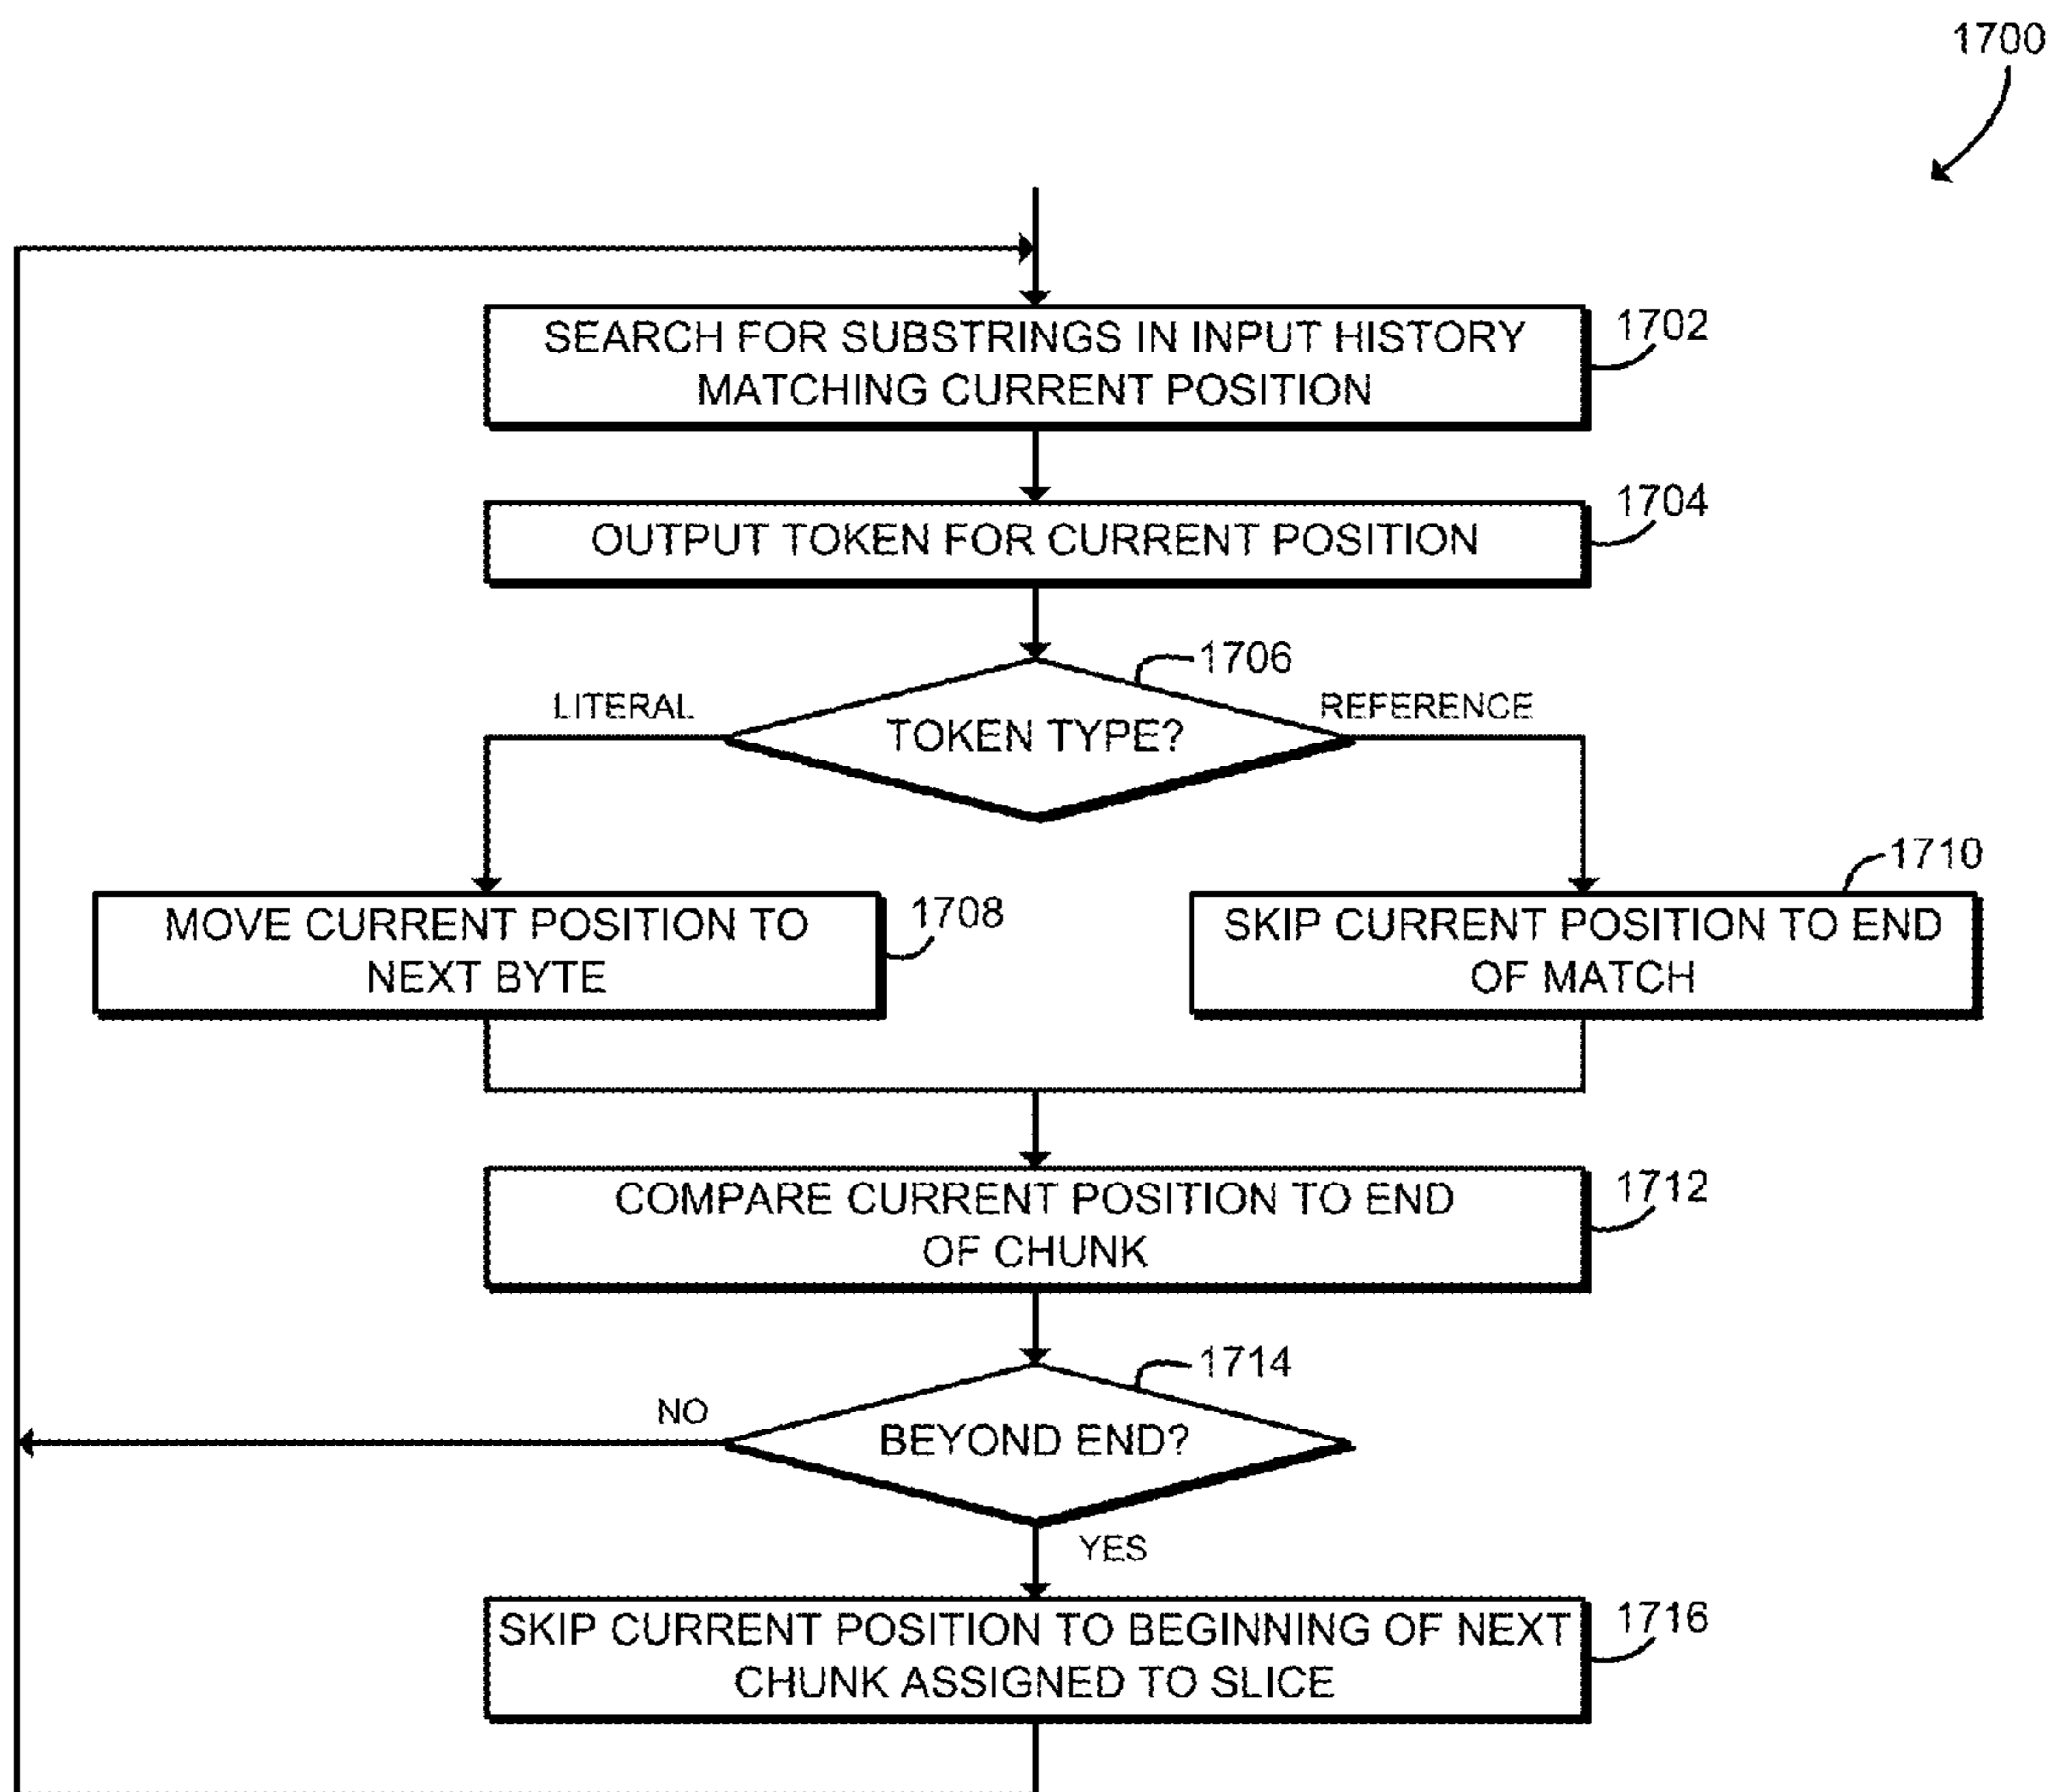 1700
SEARCH FOR SUBSTRINGS IN INPUT HISTORY
MATCHING CURRENT POSITION
1702
OUTPUT TOKEN FOR CURRENT POSITION
1704
1706
LITERAL
TOKEN TYPE?
REFERENCE
MOVE CURRENT POSITION TO
NEXT BYTE
1708
1710
SKIP CURRENT POSITION TO END
OF MATCH
COMPARE CURRENT POSITION TO END
OF CHUNK
1712
1714
NO
BEYOND END?
YES
SKIP CURRENT POSITION TO BEGINNING OF NEXT
CHUNK ASSIGNED TO SLICE
1716